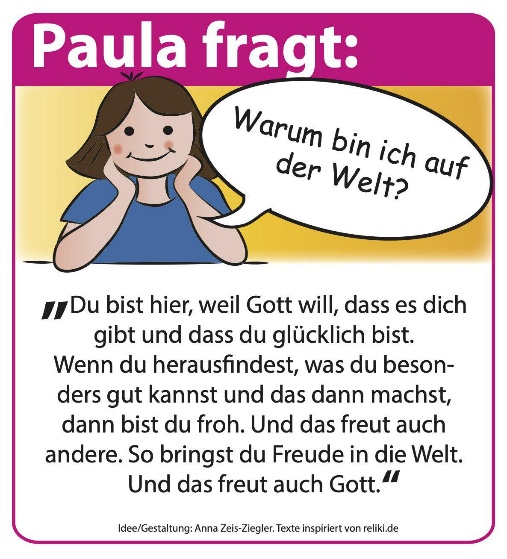 Paula fragt:
Warum bin ich auf
der Welt?
„Du bist hier, weil Gott will, dass es dich
gibt und dass du glücklich bist.
Wenn du herausfindest, was du beson-
ders gut kannst und das dann machst,
dann bist du froh. Und das freut auch
andere. So bringst du Freude in die Welt.
Und das freut auch Gott.“
Idee/Gestaltung: Anna Zeis-Ziegler. Texte inspiriert von reliki.de